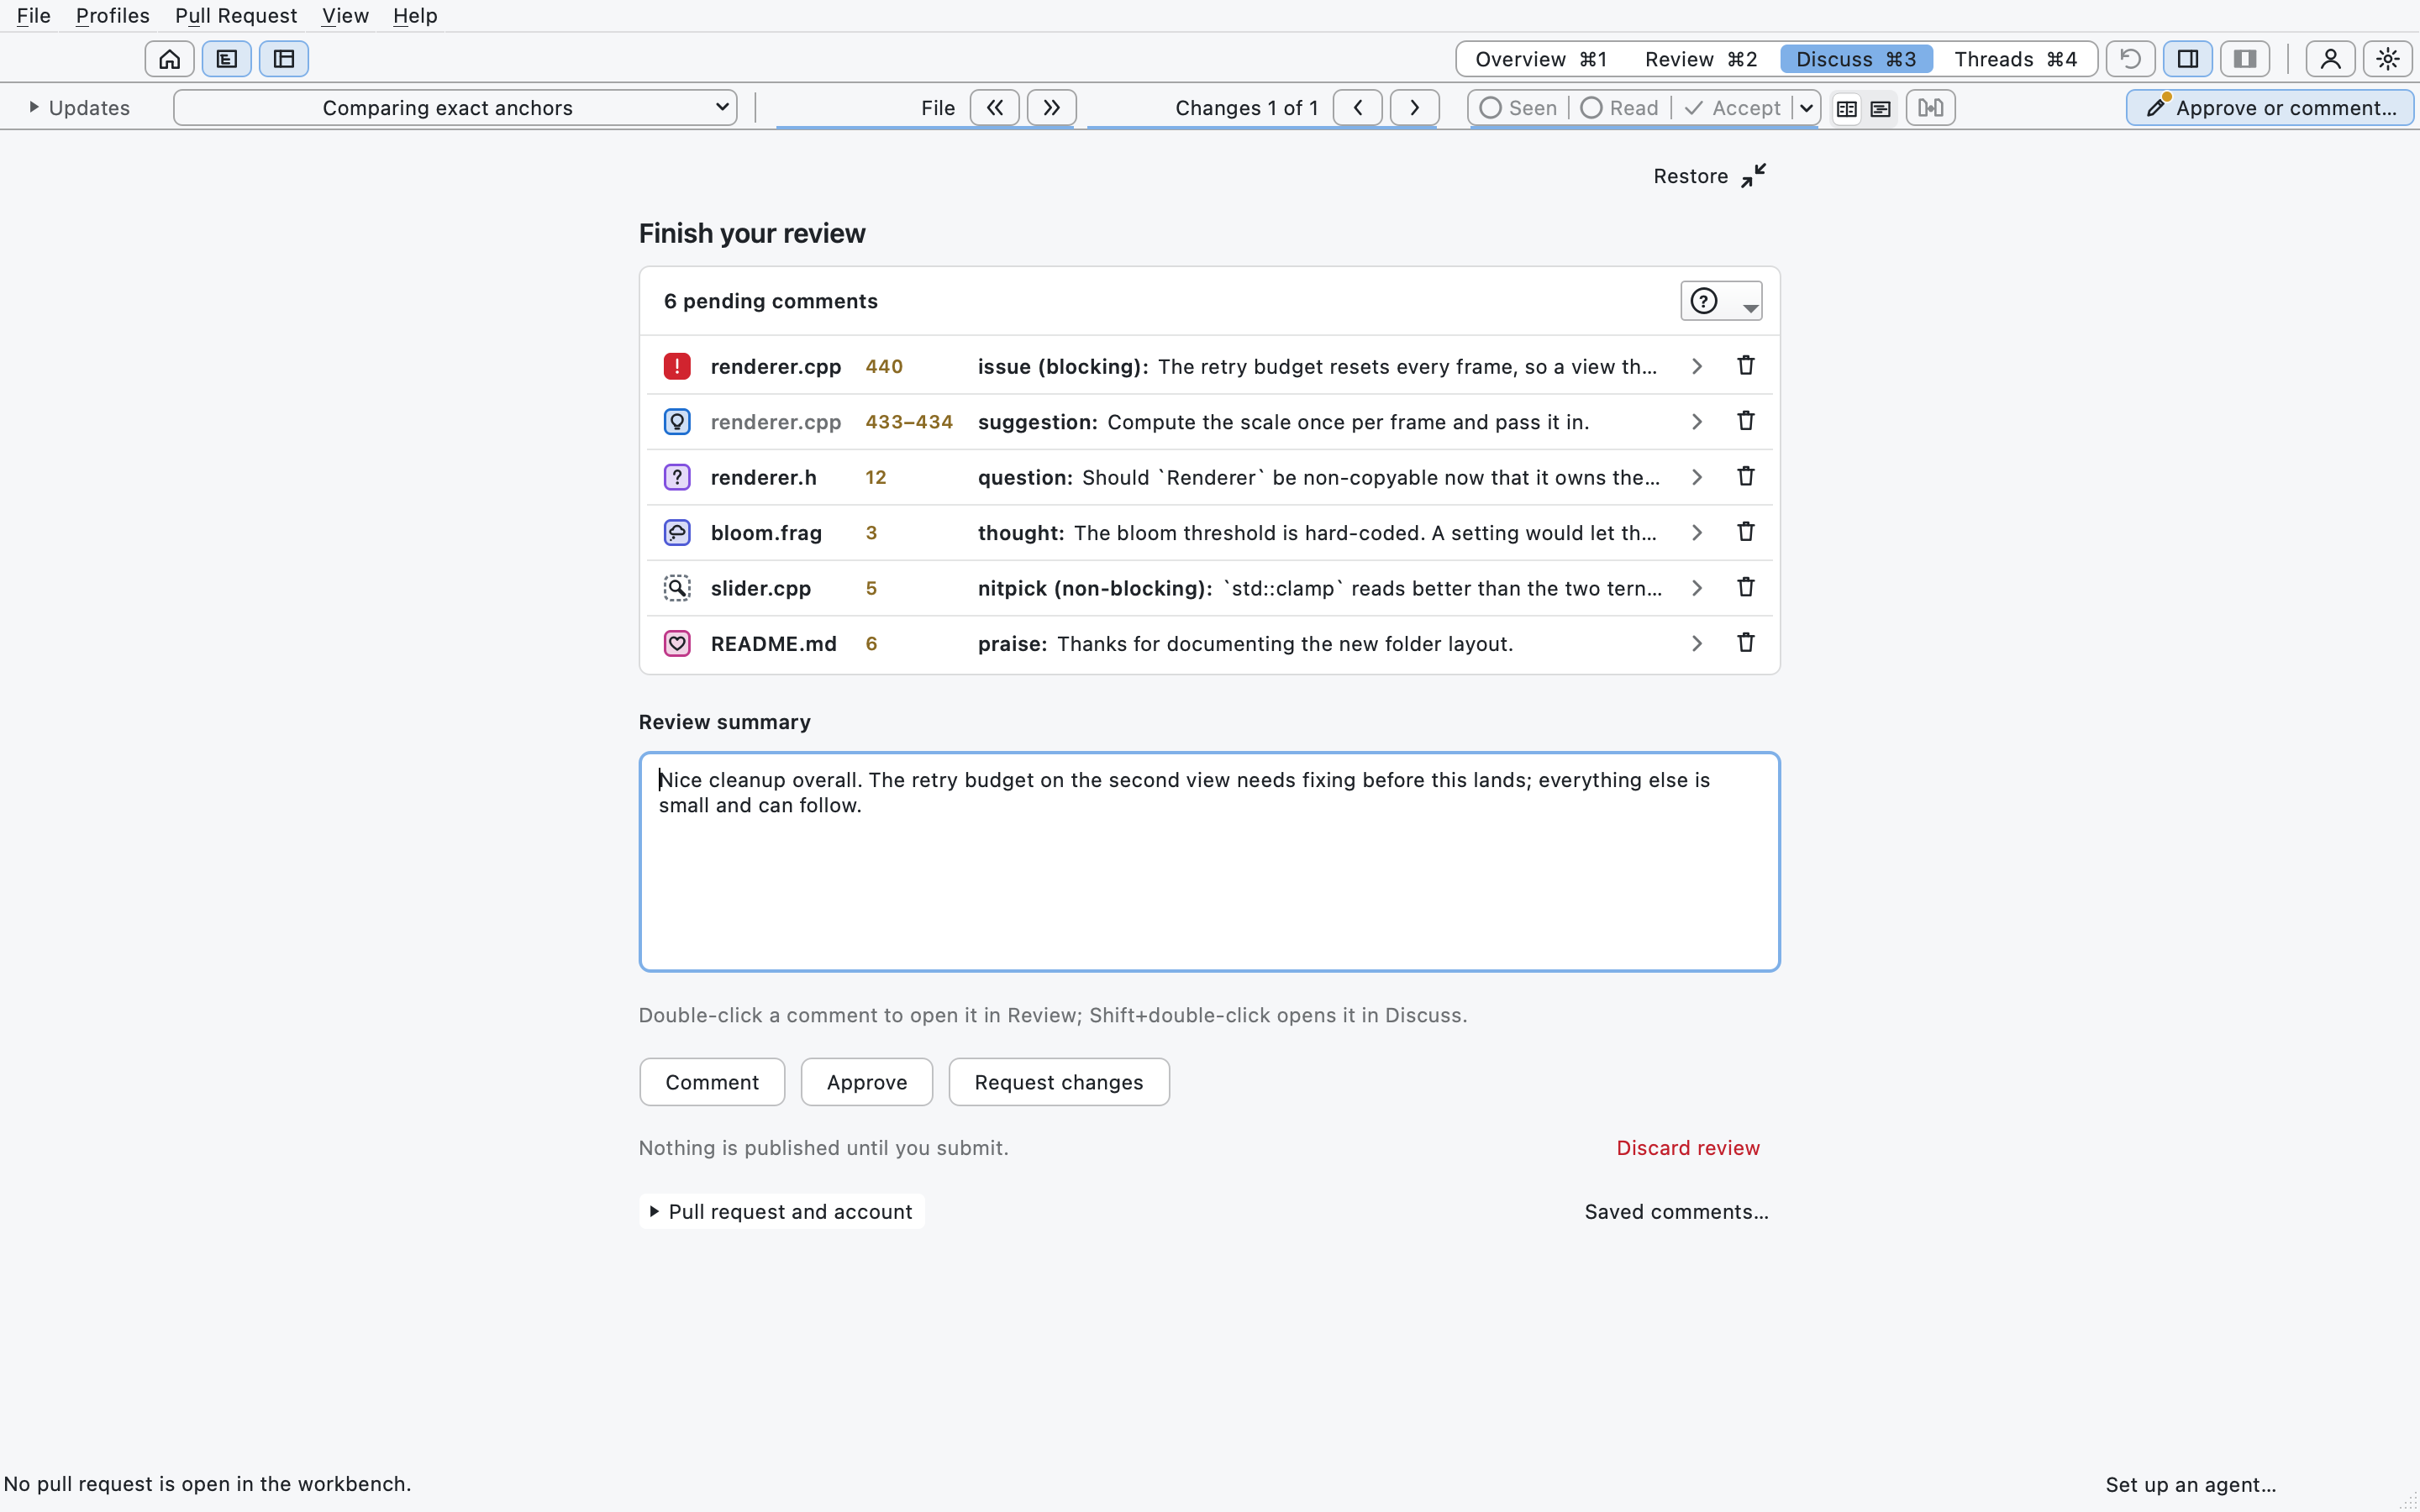 File Profiles Pull Request View Help
Overview ⌘1 Review ⌘2 Discuss ⌘3 Threads ⌘4
Updates Comparing exact anchors File Changes 1 of 1 Seen Read Accept Approve or comment...
Restore
Finish your review
6 pending comments
renderer.cpp 440 issue (blocking): The retry budget resets every frame, so a view th...
renderer.cpp 433–434 suggestion: Compute the scale once per frame and pass it in.
renderer.h 12 question: Should `Renderer` be non-copyable now that it owns the...
bloom.frag 3 thought: The bloom threshold is hard-coded. A setting would let th...
slider.cpp 5 nitpick (non-blocking): `std::clamp` reads better than the two tern...
README.md 6 praise: Thanks for documenting the new folder layout.
Review summary
Nice cleanup overall. The retry budget on the second view needs fixing before this lands; everything else is
small and can follow.
Double-click a comment to open it in Review; Shift+double-click opens it in Discuss.
Comment Approve Request changes
Nothing is published until you submit. Discard review
Pull request and account Saved comments...
No pull request is open in the workbench. Set up an agent...